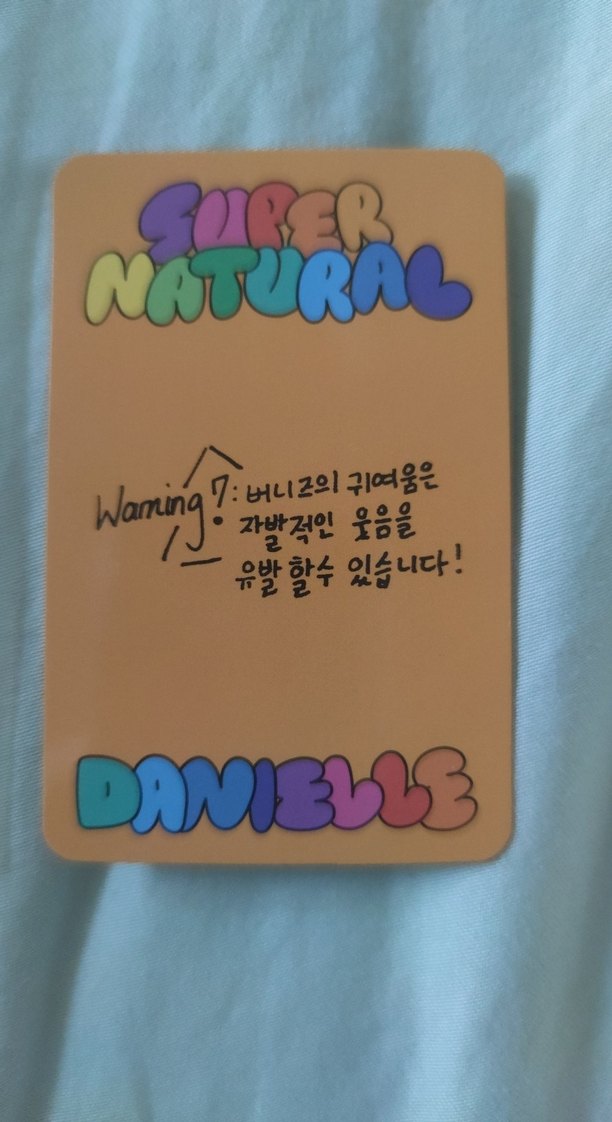 SUPER
NATURAL
Warning?: 버니즈의 귀여움은
자발적인 웃음을
유발 할수 있습니다!
DANIELLE